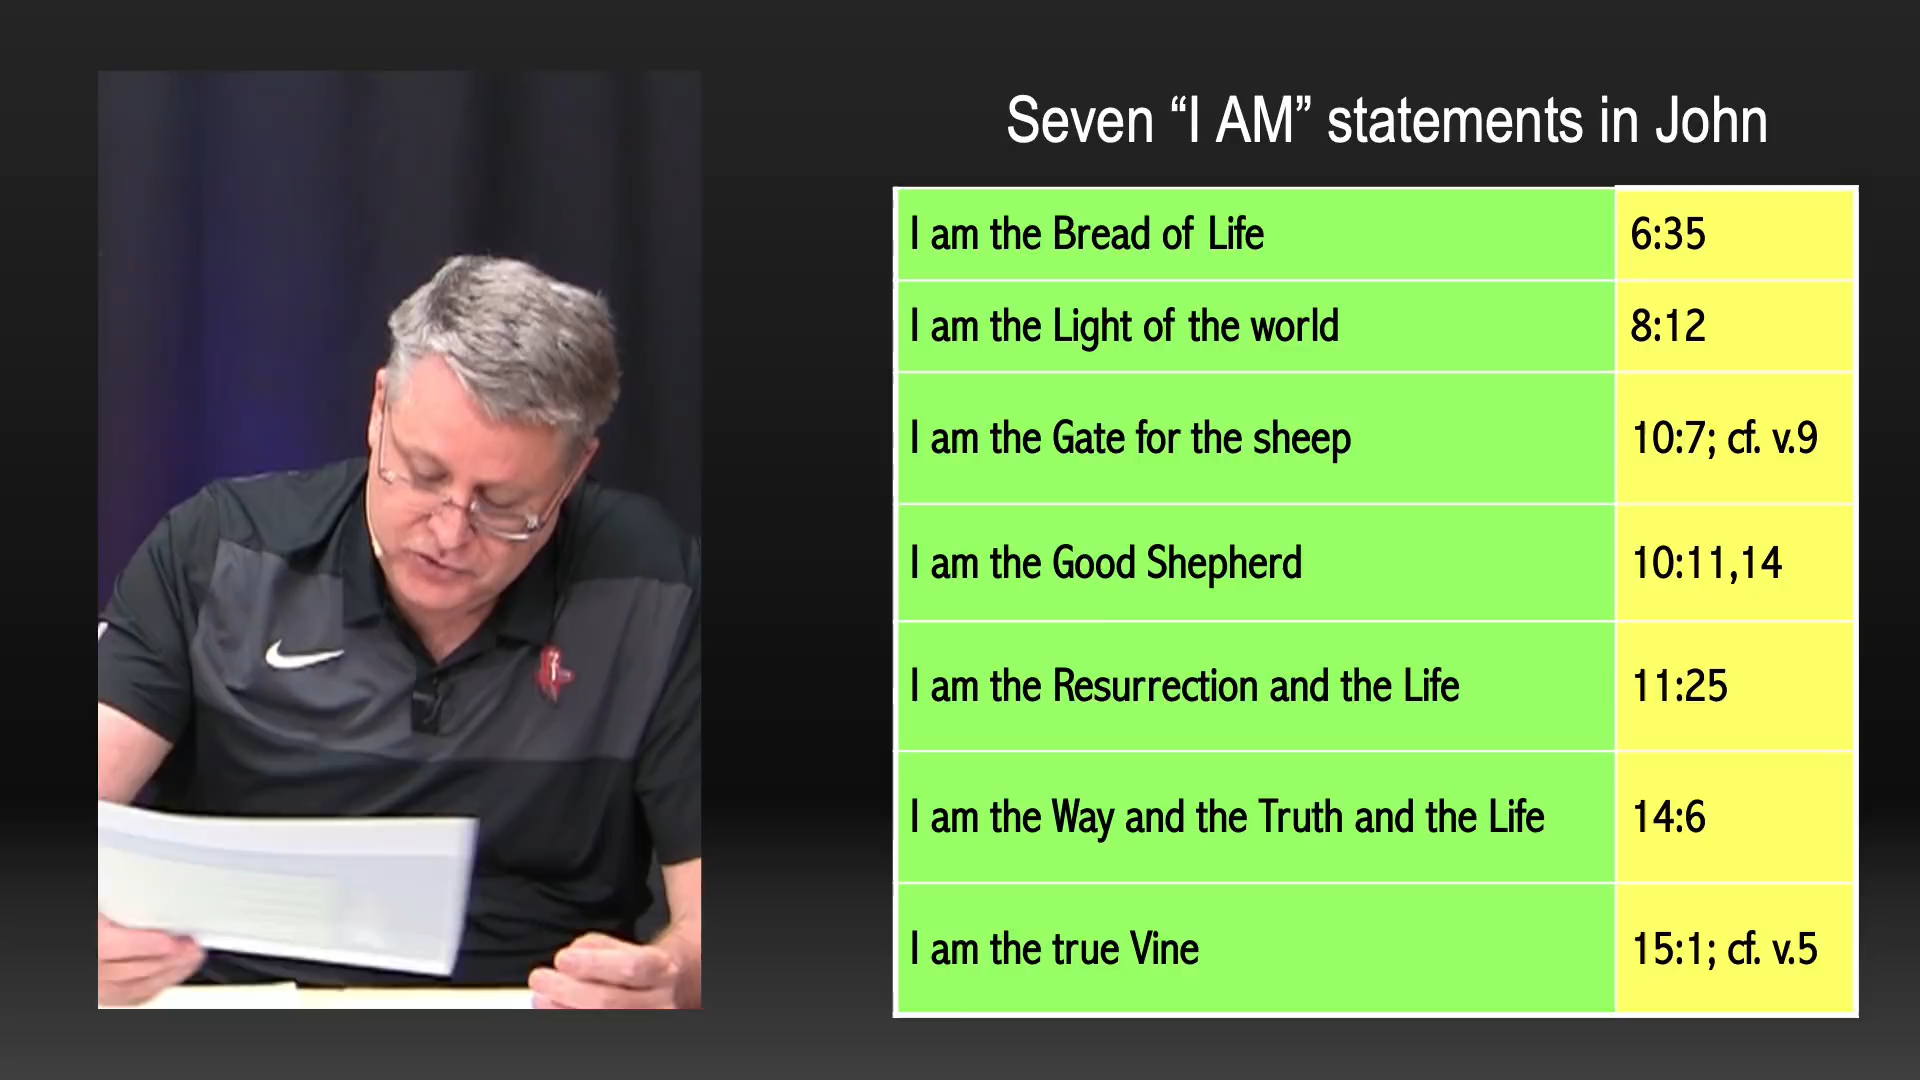 Seven “I AM” statements in John
I am the Bread of Life 6:35
I am the Light of the world 8:12
I am the Gate for the sheep 10:7; cf. v.9
I am the Good Shepherd 10:11,14
I am the Resurrection and the Life 11:25
I am the Way and the Truth and the Life 14:6
I am the true Vine 15:1; cf. v.5